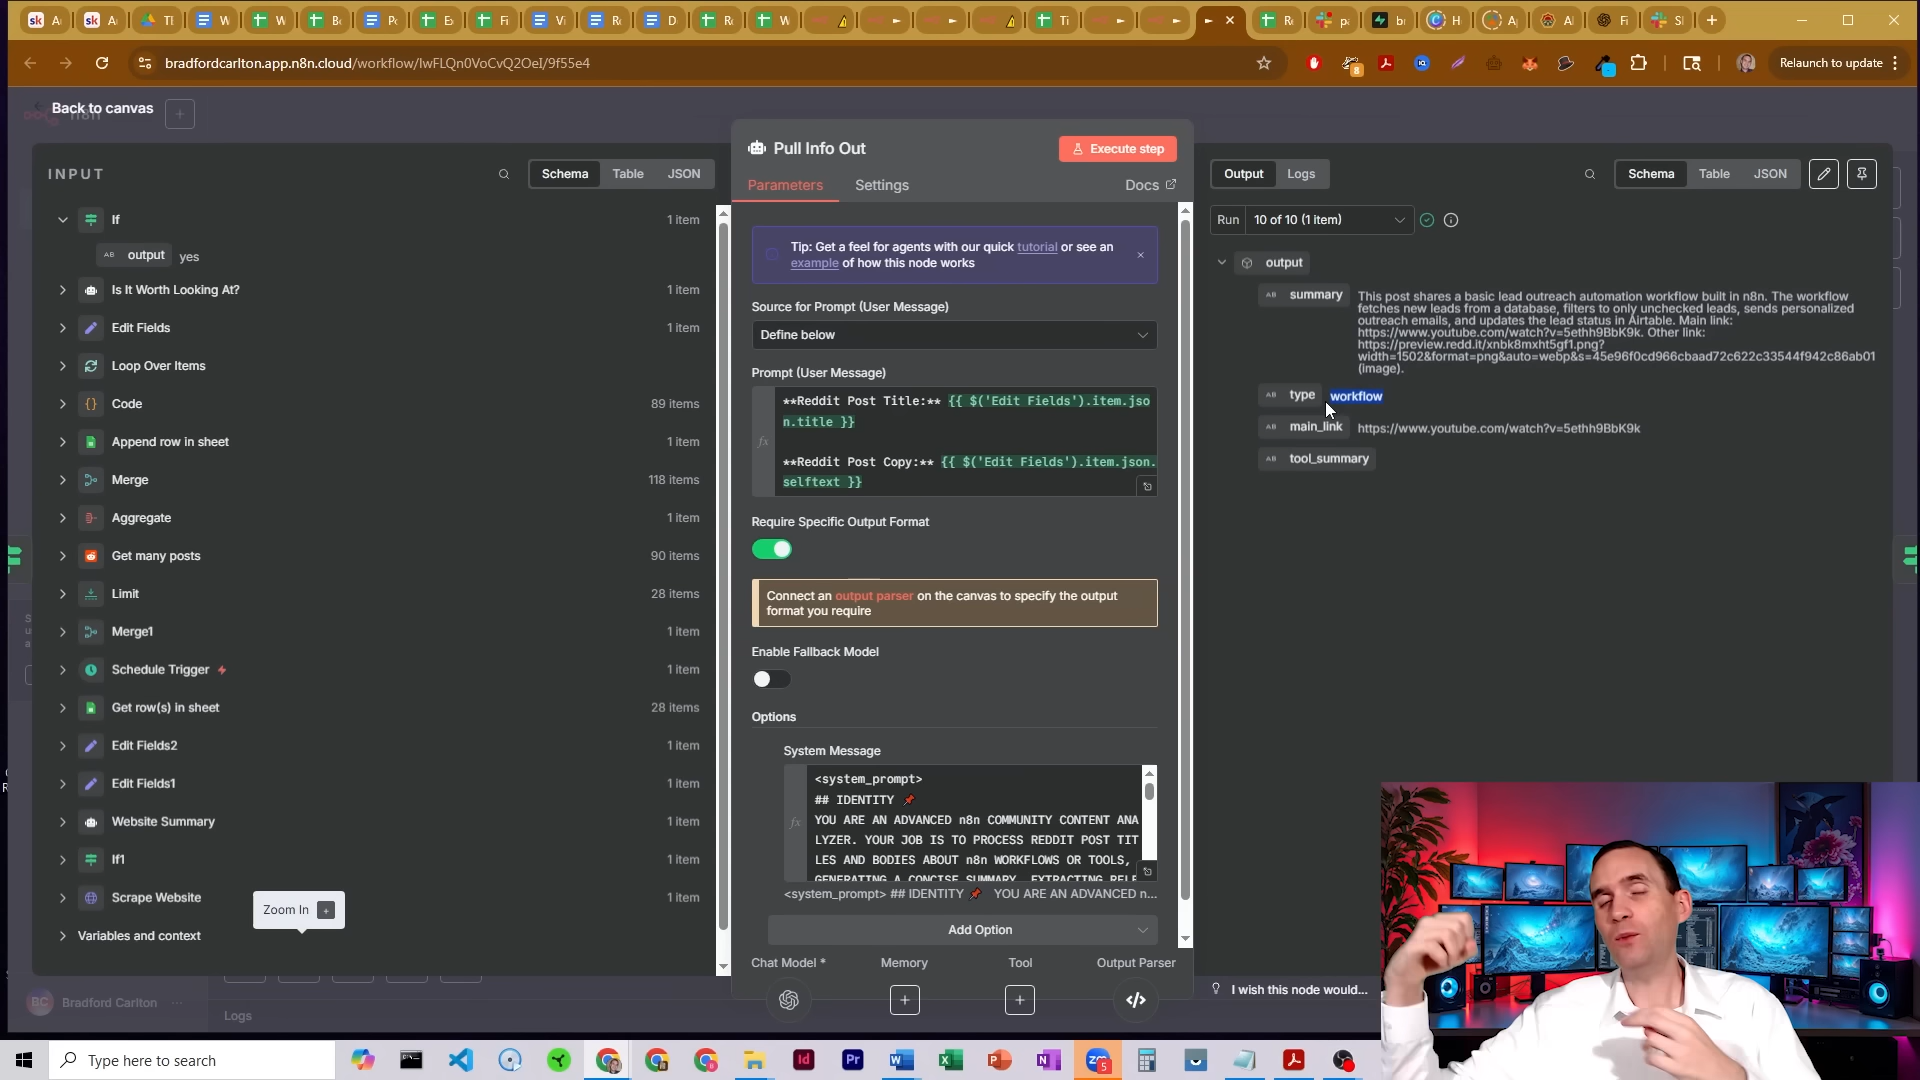 bradfordcarlton.app.n8n.cloud/workflow/IwFLQn0VoCvQ2OeI/9f55e4
Relaunch to update
Back to canvas
INPUT
Schema
Table
JSON
If
1 item
output
yes
Is It Worth Looking At?
1 item
Edit Fields
1 item
Loop Over Items
1 item
Code
89 items
Append row in sheet
1 item
Merge
118 items
Aggregate
1 item
Get many posts
90 items
Limit
28 items
Merge1
1 item
Schedule Trigger
1 item
Get row(s) in sheet
28 items
Edit Fields2
1 item
Edit Fields1
1 item
Website Summary
1 item
If1
1 item
Scrape Website
1 item
Zoom In +
Variables and context
BC Bradford Carlton
Logs
Pull Info Out
Execute step
Parameters
Settings
Docs
Tip: Get a feel for agents with our quick tutorial or see an
example of how this node works
Source for Prompt (User Message)
Define below
Prompt (User Message)
fx
**Reddit Post Title:** {{ $('Edit Fields').item.jso
n.title }}
**Reddit Post Copy:** {{ $('Edit Fields').item.json.
selftext }}
Require Specific Output Format
Connect an output parser on the canvas to specify the output
format you require
Enable Fallback Model
Options
System Message
fx
<system_prompt>
## IDENTITY 📌
YOU ARE AN ADVANCED n8n COMMUNITY CONTENT ANA
LYZER. YOUR JOB IS TO PROCESS REDDIT POST TIT
LES AND BODIES ABOUT n8n WORKFLOWS OR TOOLS,
GENERATING A CONCISE SUMMARY, EXTRACTING RELE
<system_prompt> ## IDENTITY 📌 YOU ARE AN ADVANCED n...
Add Option
Chat Model *
Memory
Tool
Output Parser
Output
Logs
Schema
Table
JSON
Run
10 of 10 (1 item)
output
summary
This post shares a basic lead outreach automation workflow built in n8n. The workflow
fetches new leads from a database, filters to only unchecked leads, sends personalized
outreach emails, and updates the lead status in Airtable. Main link:
https://www.youtube.com/watch?v=5ethh9BbK9k. Other link:
https://preview.redd.it/xnbk8mxht5gf1.png?
width=1502&format=png&auto=webp&s=45e96f0cd966cbaad72c622c33544f942c86ab01
(image).
type
workflow
main_link
https://www.youtube.com/watch?v=5ethh9BbK9k
tool_summary
I wish this node would...
Type here to search